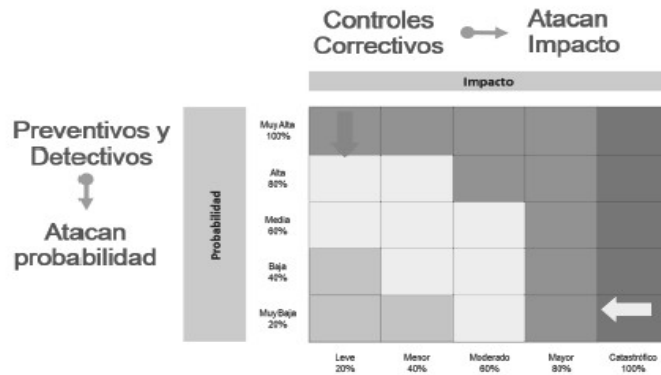 Controles
Correctivos
Atacan
Impacto
Impacto
Preventivos y
Detectivos
Atacan
probabilidad
Probabilidad
Muy Alta
100%
Alta
80%
Media
60%
Baja
40%
Muy Baja
20%
Leve
20%
Menor
40%
Moderado
60%
Mayor
80%
Catastrófico
100%